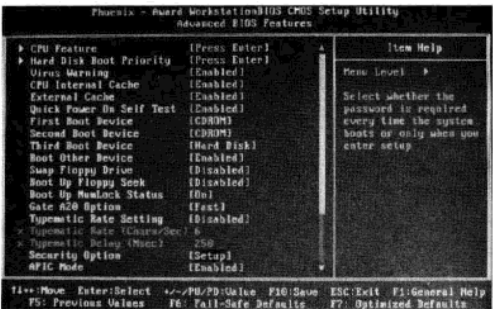 Phoenix - Award WorkstationBIOS CMOS Setup Utility
Advanced BIOS Features
CPU Feature [Press Enter]
Hard Disk Boot Priority [Press Enter]
Virus Warning [Enabled]
CPU Internal Cache [Enabled]
External Cache [Enabled]
Quick Power On Self Test [Enabled]
First Boot Device [CDROM]
Second Boot Device [CDROM]
Third Boot Device [Hard Disk]
Boot Other Device [Enabled]
Swap Floppy Drive [Disabled]
Boot Up Floppy Seek [Disabled]
Boot Up NumLock Status [On]
Gate A20 Option [Fast]
Typematic Rate Setting [Disabled]
x Typematic Rate (Chars/Sec) 6
x Typematic Delay (Msec) 250
Security Option [Setup]
APIC Mode [Enabled]
Item Help
Menu Level
Select whether the
password is required
every time the system
boots or only when you
enter setup
↑↓←→:Move Enter:Select +/-/PU/PD:Value F10:Save ESC:Exit F1:General Help
F5: Previous Values F6: Fail-Safe Defaults F7: Optimized Defaults